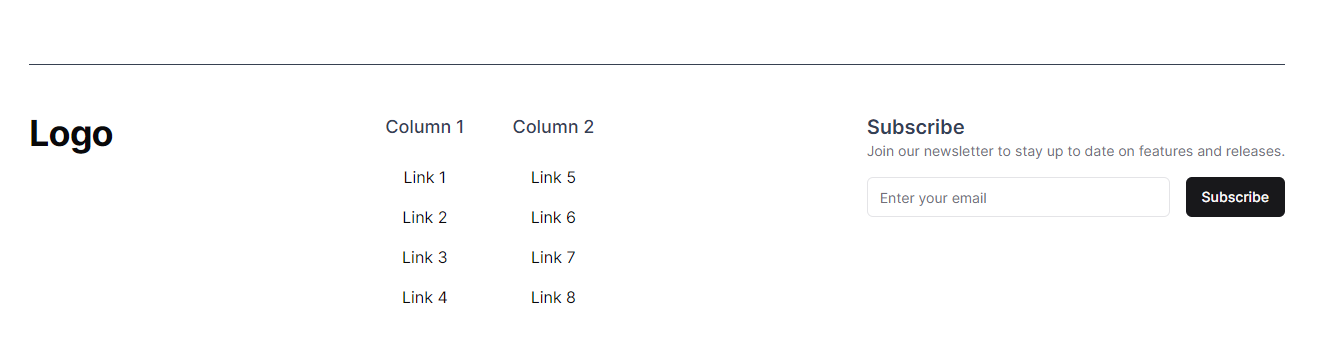 Logo
Column 1
Link 1
Link 2
Link 3
Link 4
Column 2
Link 5
Link 6
Link 7
Link 8
Subscribe
Join our newsletter to stay up to date on features and releases.
Enter your email
Subscribe